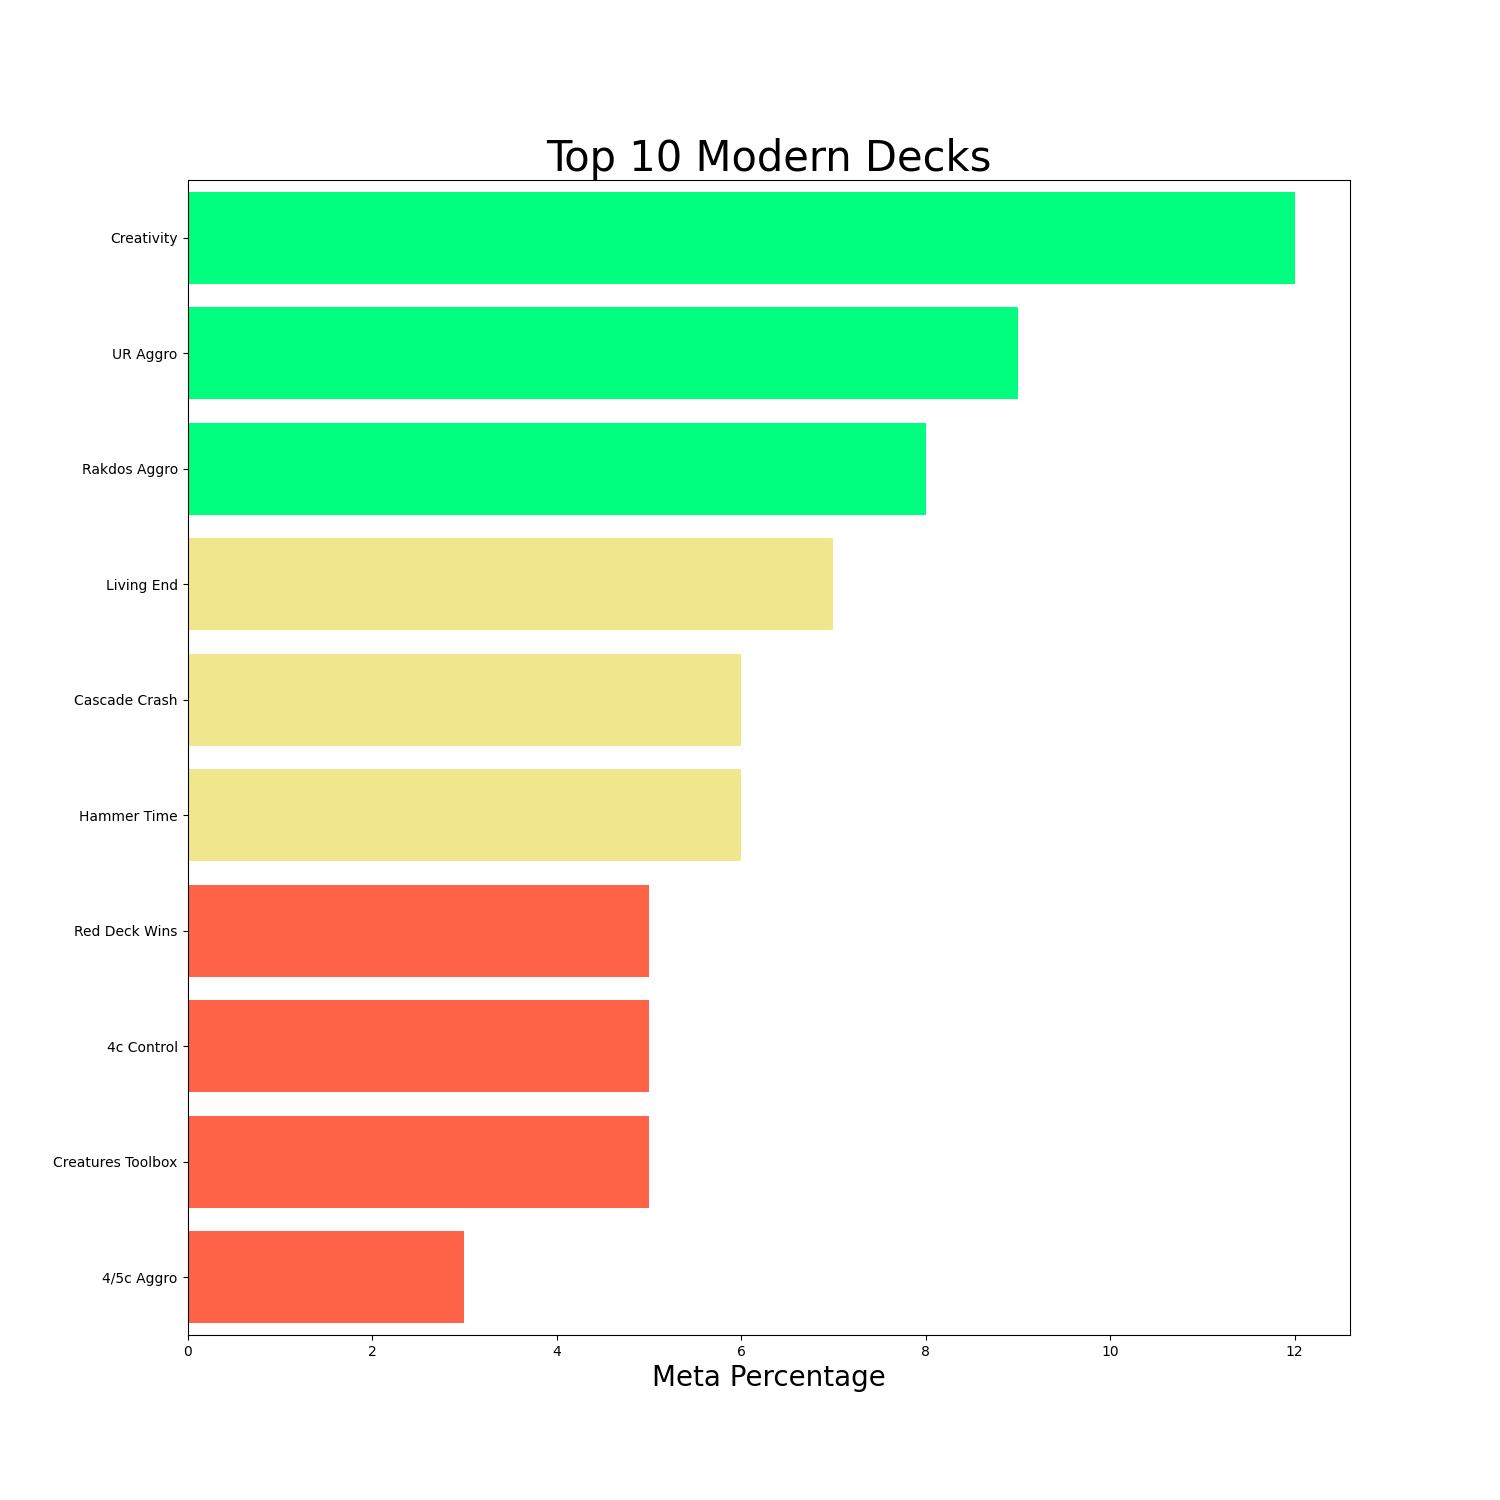 Top 10 Modern Decks
Creativity
UR Aggro
Rakdos Aggro
Living End
Cascade Crash
Hammer Time
Red Deck Wins
4c Control
Creatures Toolbox
4/5c Aggro
0 2 4 6 8 10 12
Meta Percentage